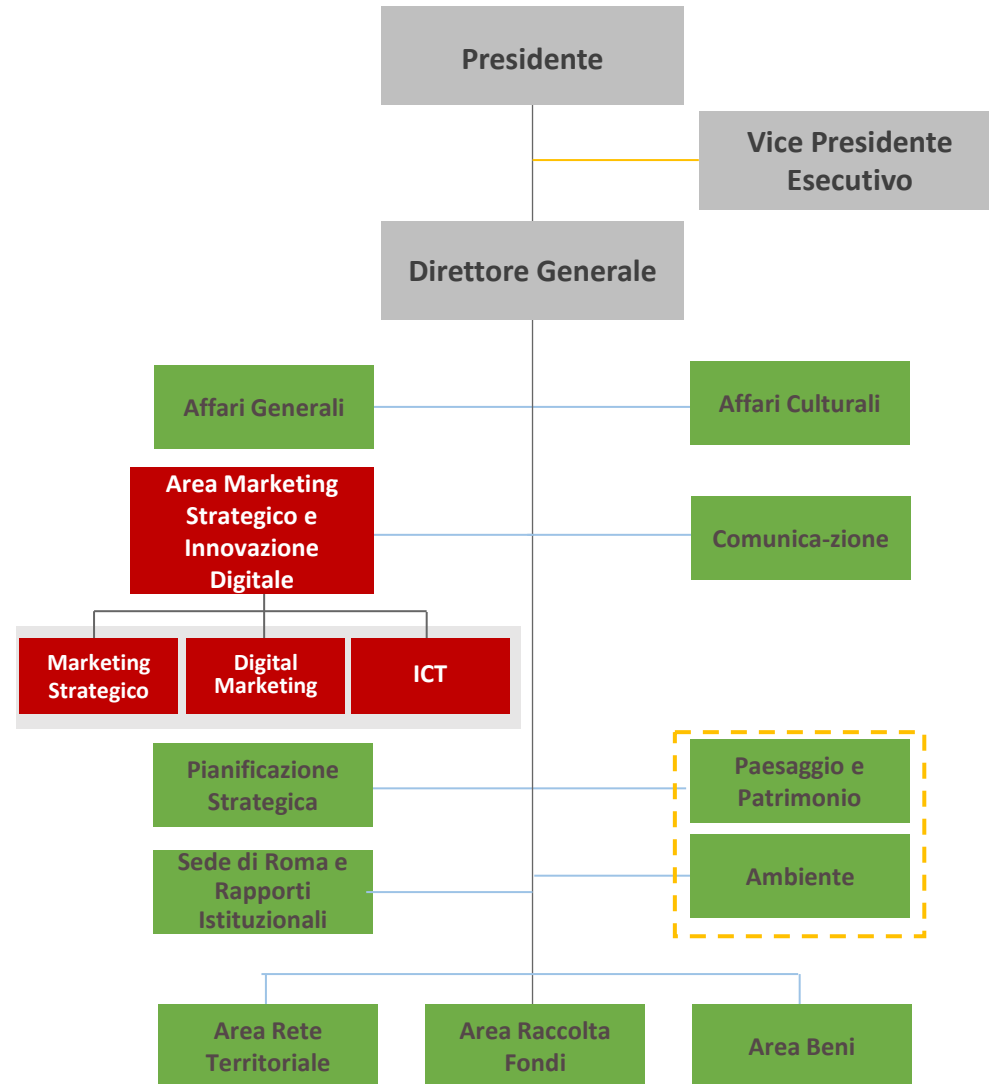 Presidente
Vice Presidente
Esecutivo
Direttore Generale
Affari Generali
Affari Culturali
Area Marketing
Strategico e
Innovazione
Digitale
Comunica-zione
Marketing
Strategico
Digital
Marketing
ICT
Pianificazione
Strategica
Paesaggio e
Patrimonio
Sede di Roma e
Rapporti
Istituzionali
Ambiente
Area Rete
Territoriale
Area Raccolta
Fondi
Area Beni